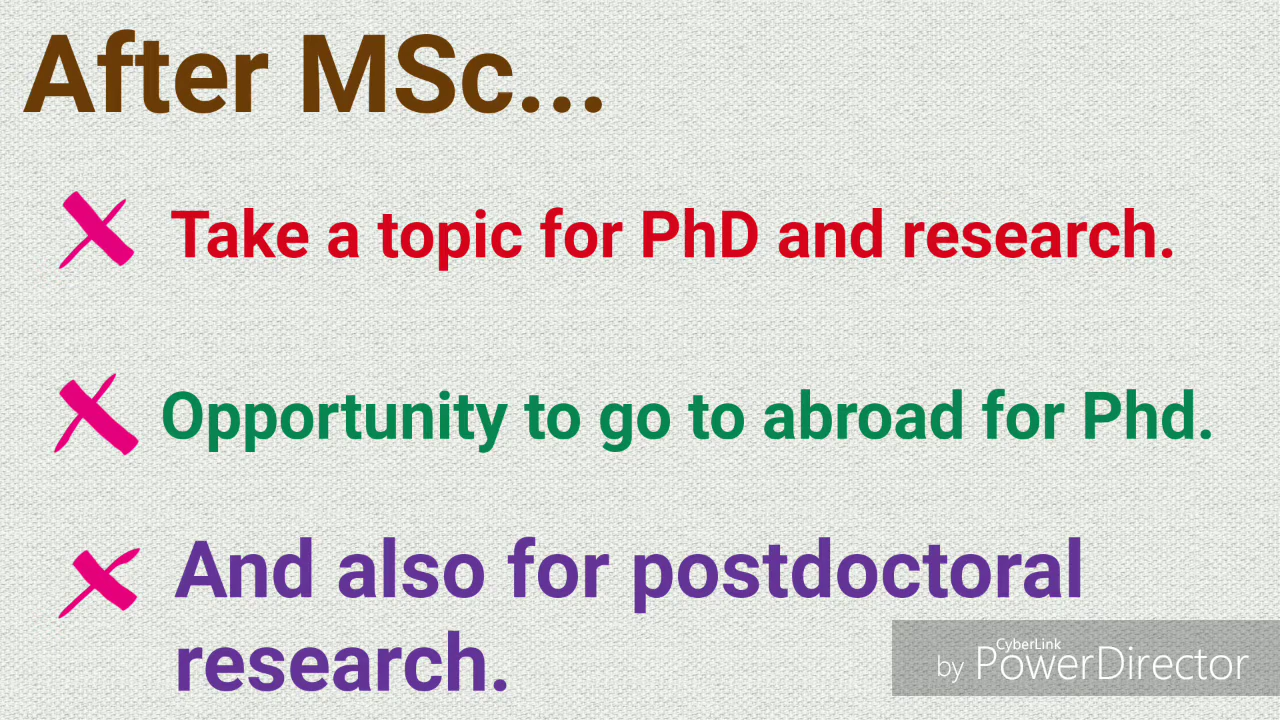 After MSc...
Take a topic for PhD and research.
Opportunity to go to abroad for Phd.
And also for postdoctoral
research.
CyberLink
by PowerDirector